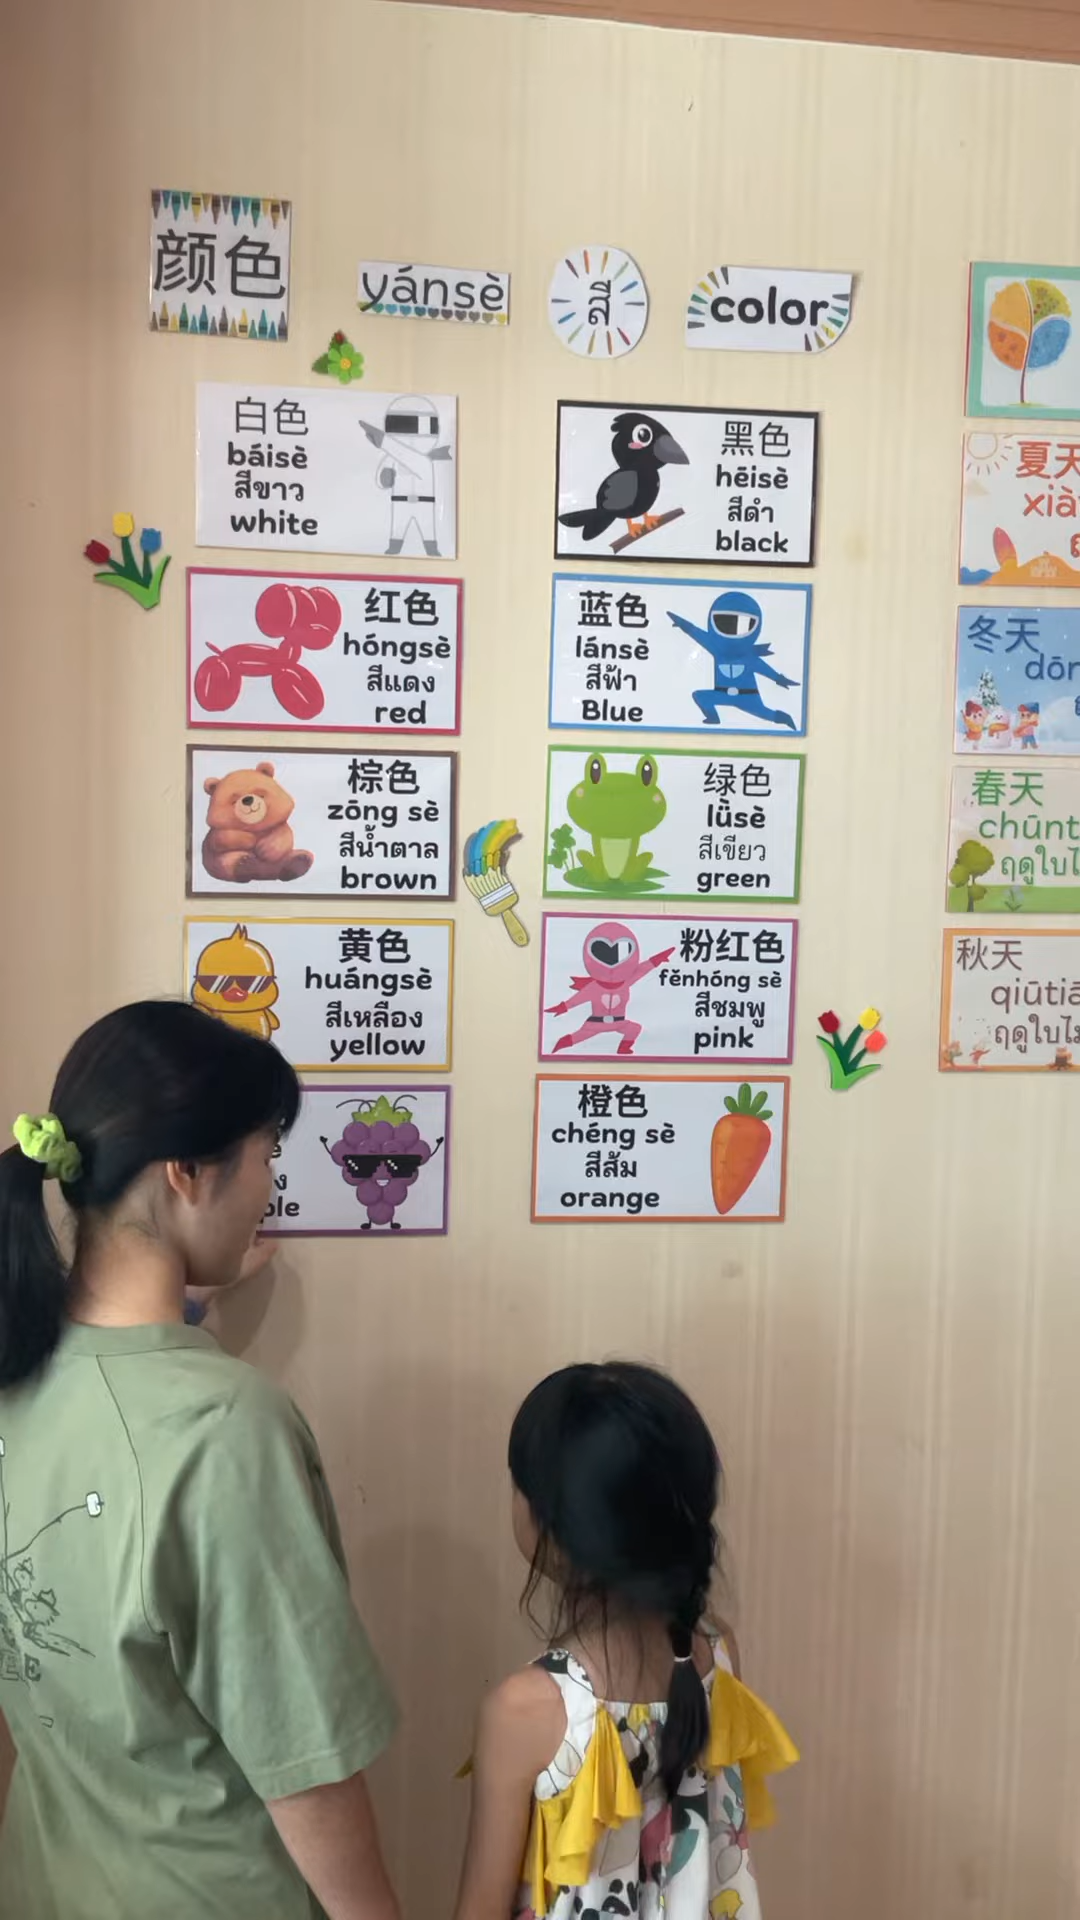 颜色
yánsè
สี
color
白色
báisè
สีขาว
white
黑色
hēisè
สีดำ
black
红色
hóngsè
สีแดง
red
蓝色
lánsè
สีฟ้า
Blue
棕色
zōng sè
สีน้ำตาล
brown
绿色
lǜsè
สีเขียว
green
黄色
huángsè
สีเหลือง
yellow
粉红色
fěnhóng sè
สีชมพู
pink
橙色
chéng sè
สีส้ม
orange
夏天
冬天
春天
秋天